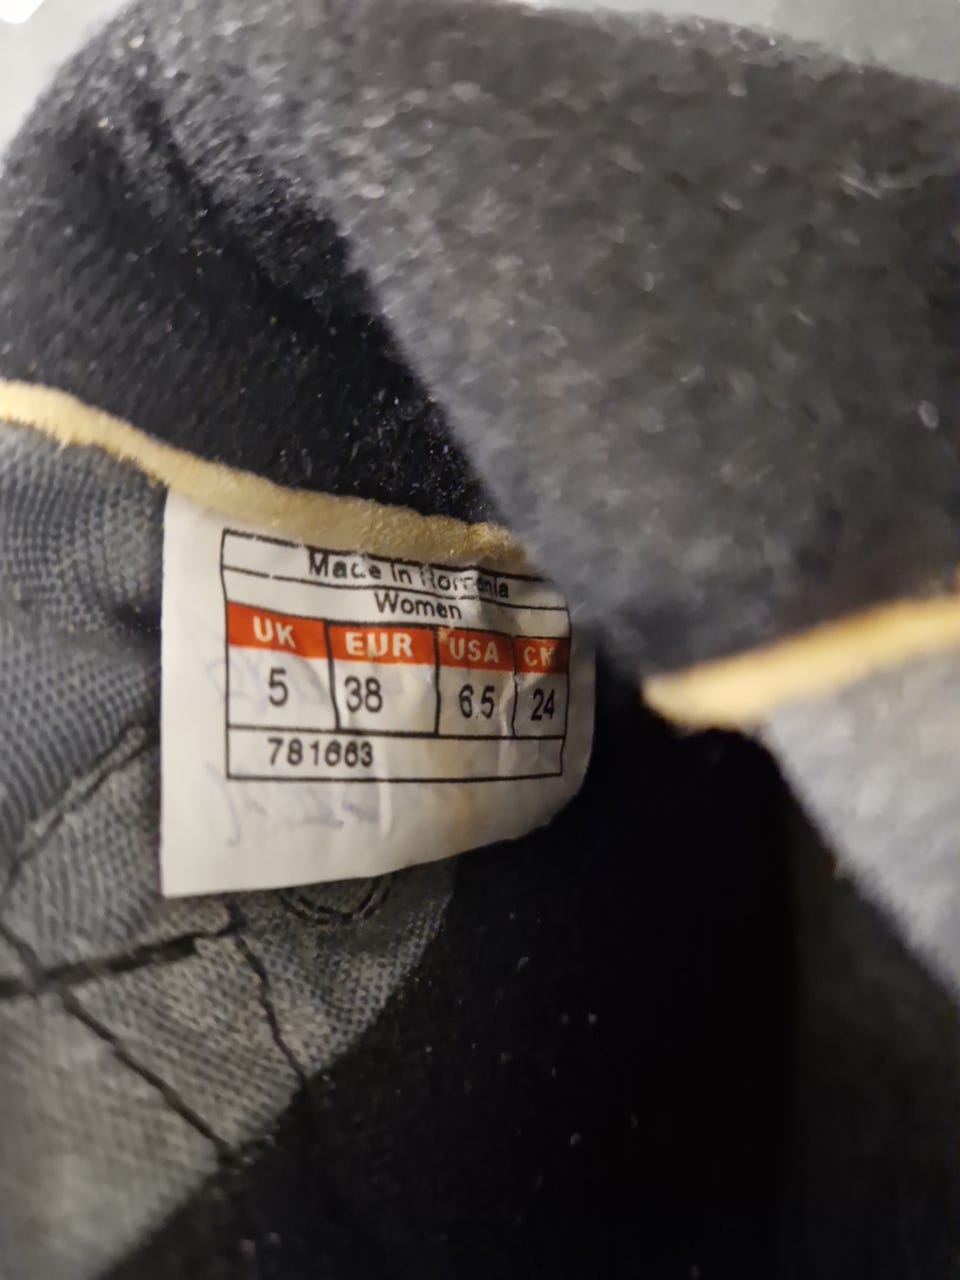 Made in Romania
Women
UK EUR USA CM
5 38 6.5 24
781663